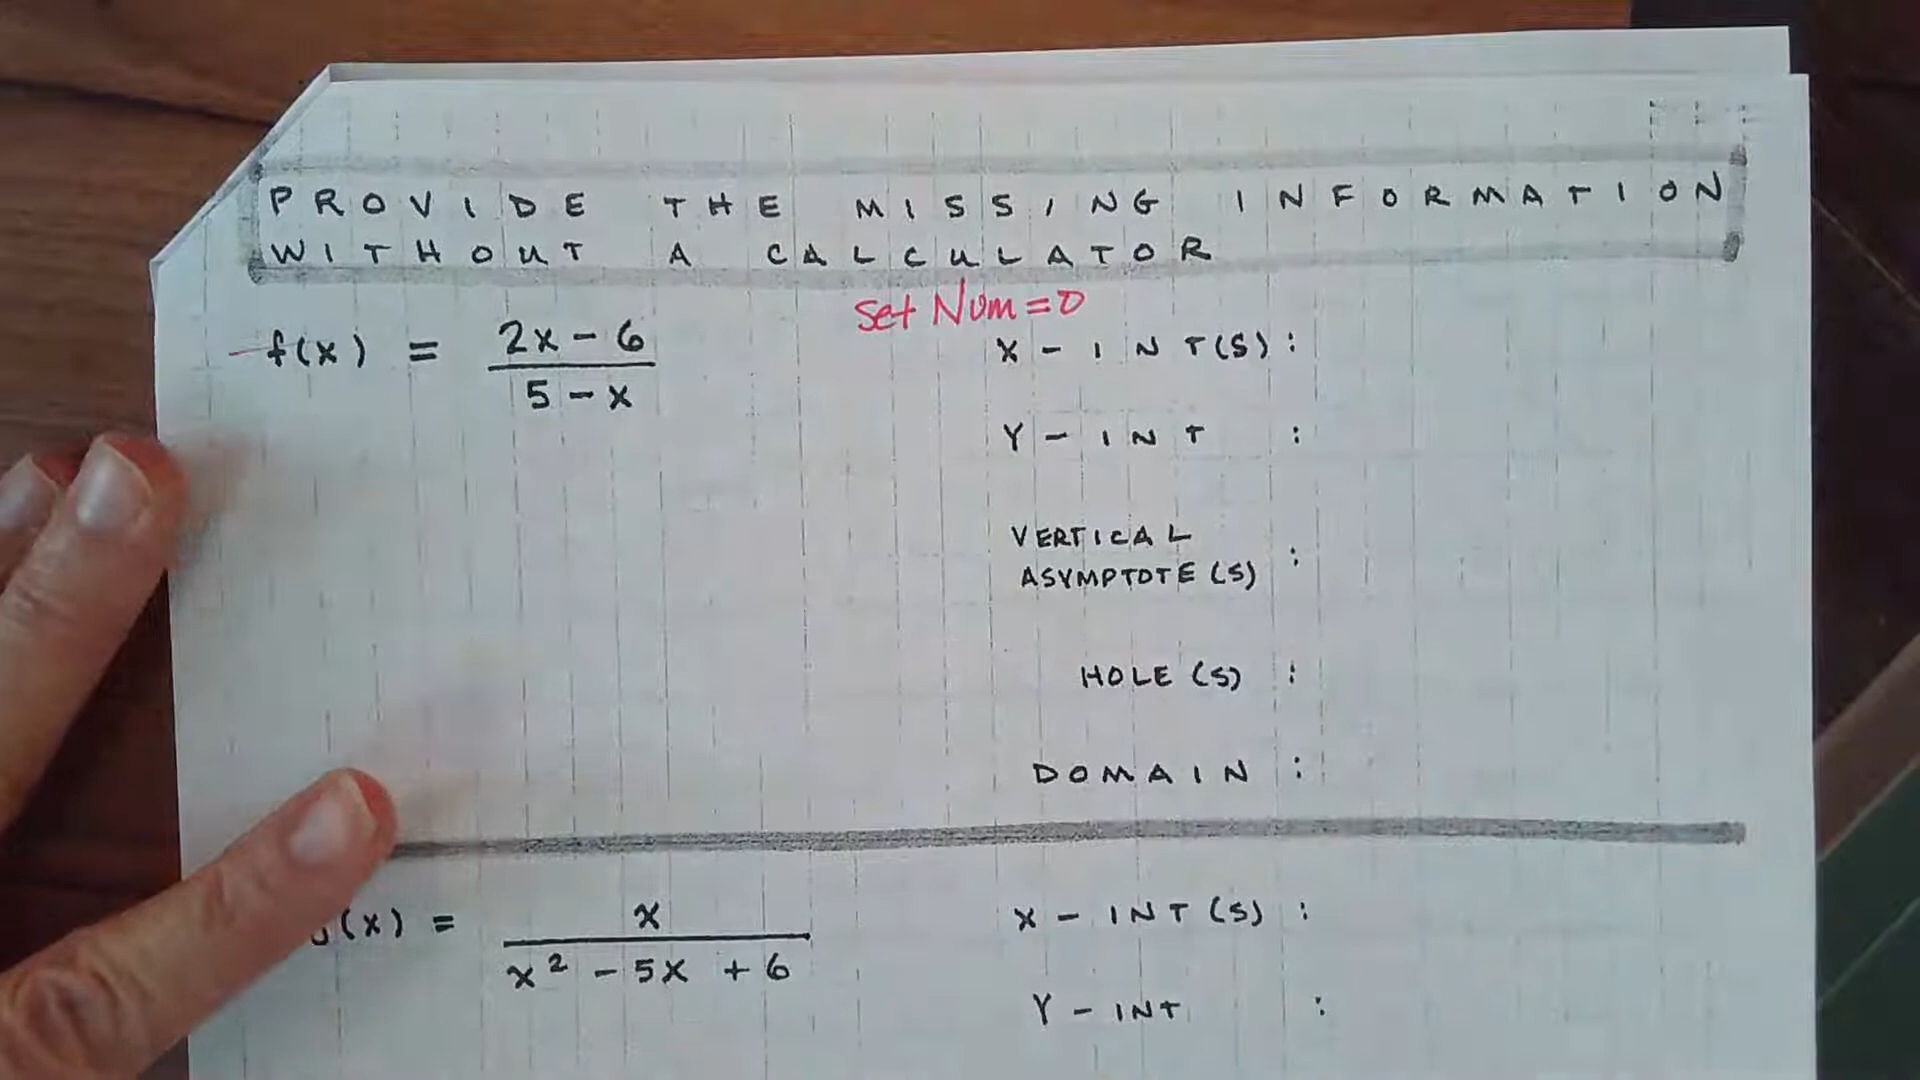 PROVIDE THE MISSING INFORMATION
WITHOUT A CALCULATOR
set Num=0
f(x) = (2x - 6)/(5 - x)
X-INT(S):
Y-INT :
VERTICAL
ASYMPTOTE(S) :
HOLE(S) :
DOMAIN :
(x) = x/(x² - 5x + 6)
X-INT(S) :
Y-INT :